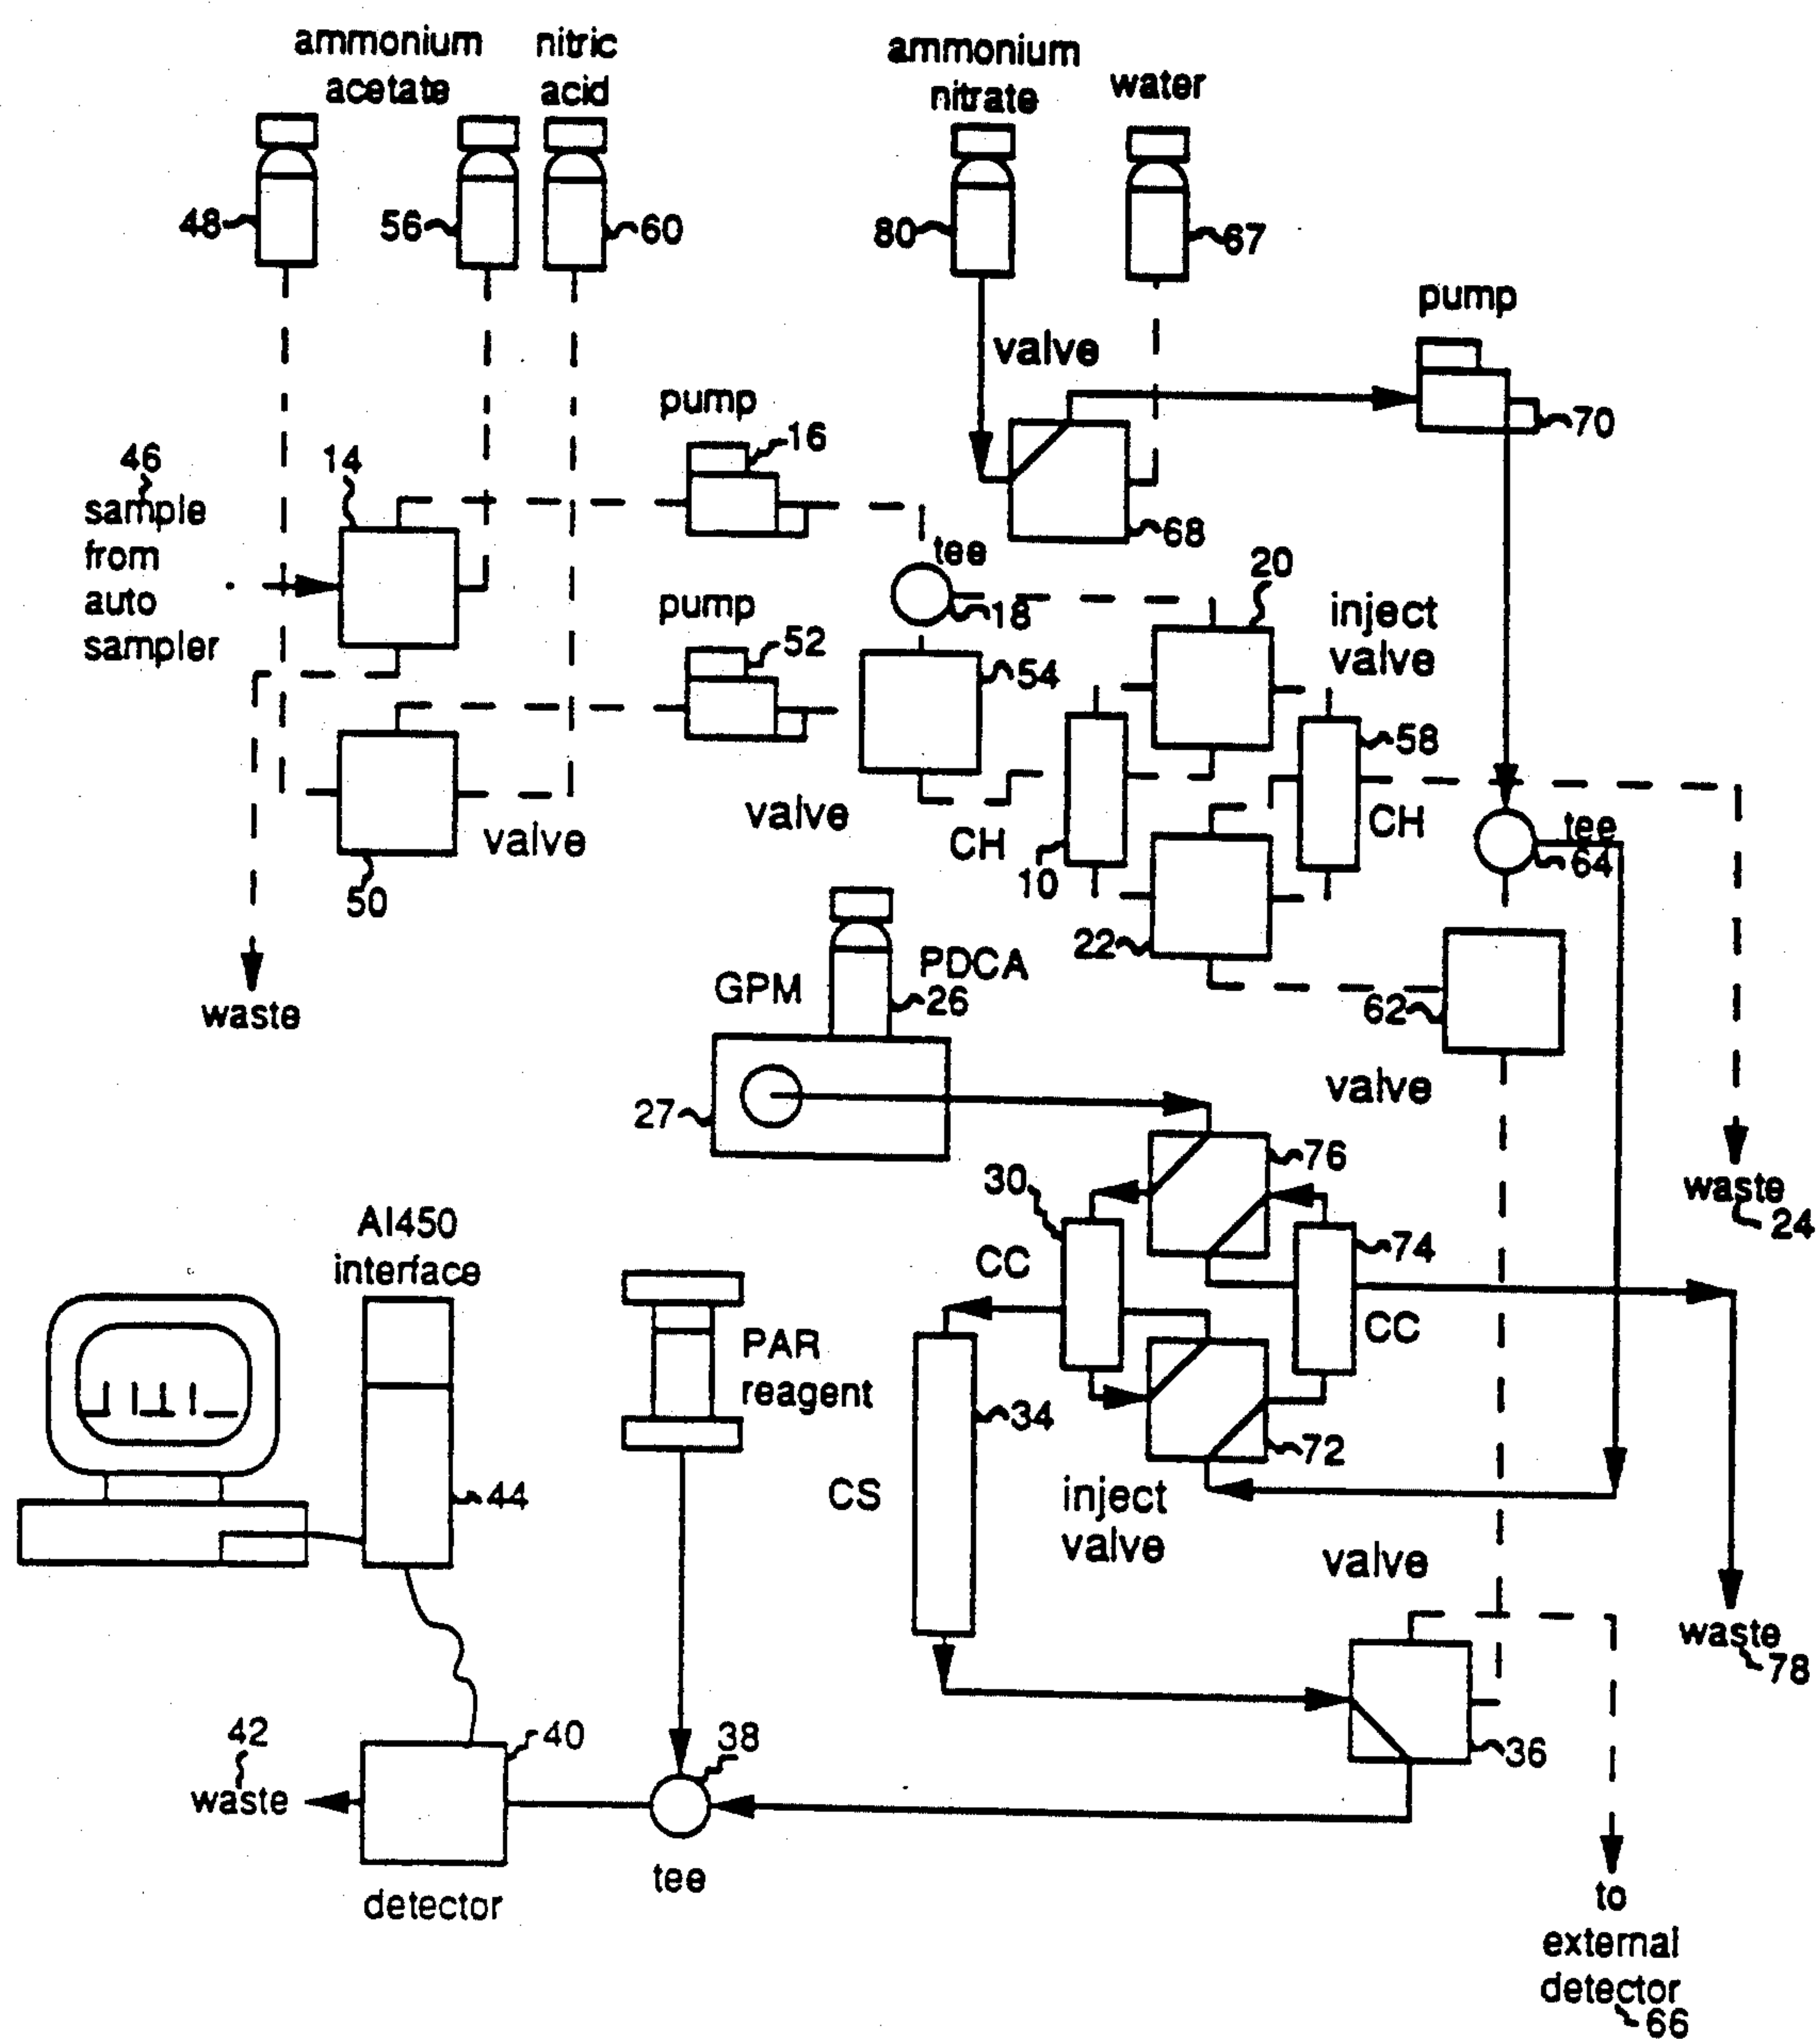 ammonium
acetate
nitric
acid
ammonium
nitrate
water
48
56
60
80
67
pump
valve
70
pump
16
46
sample
from
auto
sampler
14
68
tee
18
20
inject
valve
pump
52
54
58
valve
CH
10
CH
tee
64
valve
50
22
62
waste
GPM
PDCA
26
27
valve
76
30
waste
24
AI450
interface
CC
74
CC
PAR
reagent
34
72
44
CS
inject
valve
valve
waste
78
42
waste
40
38
36
tee
detector
to
external
detector
66